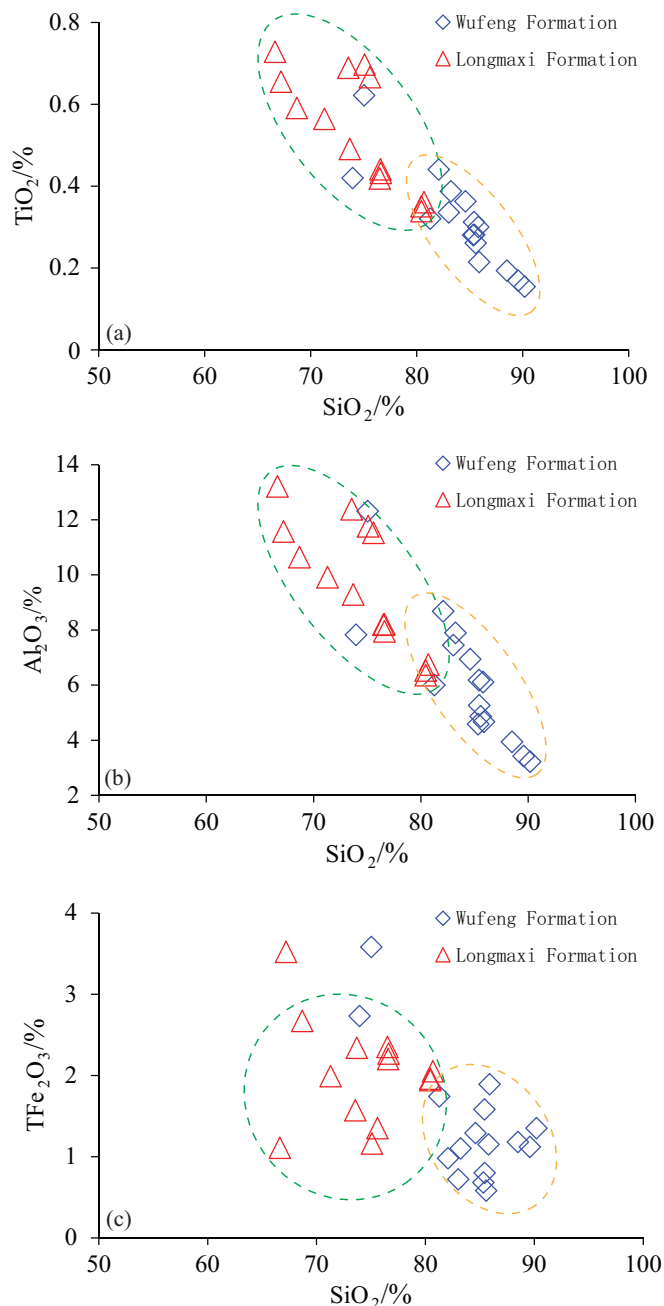 0.8
Wufeng Formation
Longmaxi Formation
0.6
TiO₂/%
0.4
0.2
(a)
0
50 60 70 80 90 100
SiO₂/%
14
Wufeng Formation
12
Longmaxi Formation
10
Al₂O₃/%
8
6
4
(b)
2
50 60 70 80 90 100
SiO₂/%
4
Wufeng Formation
Longmaxi Formation
3
TFe₂O₃/%
2
1
(c)
0
50 60 70 80 90 100
SiO₂/%